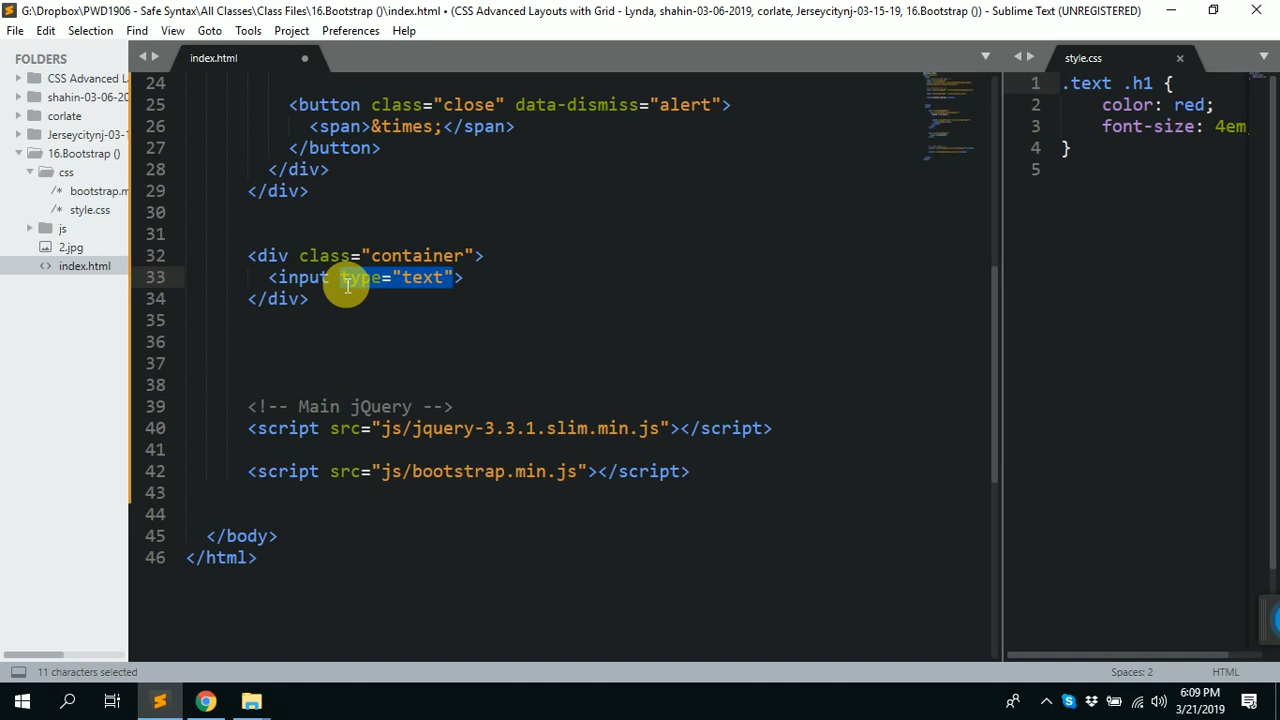 G:\Dropbox\PWD1906 - Safe Syntax\All Classes\Class Files\16.Bootstrap ()\index.html • (CSS Advanced Layouts with Grid - Lynda, shahin-03-06-2019, corlate, Jerseycitynj-03-15-19, 16.Bootstrap ()) - Sublime Text (UNREGISTERED)
File Edit Selection Find View Goto Tools Project Preferences Help
FOLDERS
CSS Advanced La
shahin-03-06-20
corlate
Jerseycitynj-03-1
16.Bootstrap ()
css
/* bootstrap.m
/* style.css
js
2.jpg
<> index.html
index.html
24
25 <button class="close" data-dismiss="alert">
26 <span>&times;</span>
27 </button>
28 </div>
29 </div>
30
31
32 <div class="container">
33 <input type="text">
34 </div>
35
36
37
38
39 <!-- Main jQuery -->
40 <script src="js/jquery-3.3.1.slim.min.js"></script>
41
42 <script src="js/bootstrap.min.js"></script>
43
44
45 </body>
46 </html>
style.css
1 .text .h1 {
2 color: red;
3 font-size: 4em
4 }
5
11 characters selected
Spaces: 2 HTML
6:09 PM
3/21/2019